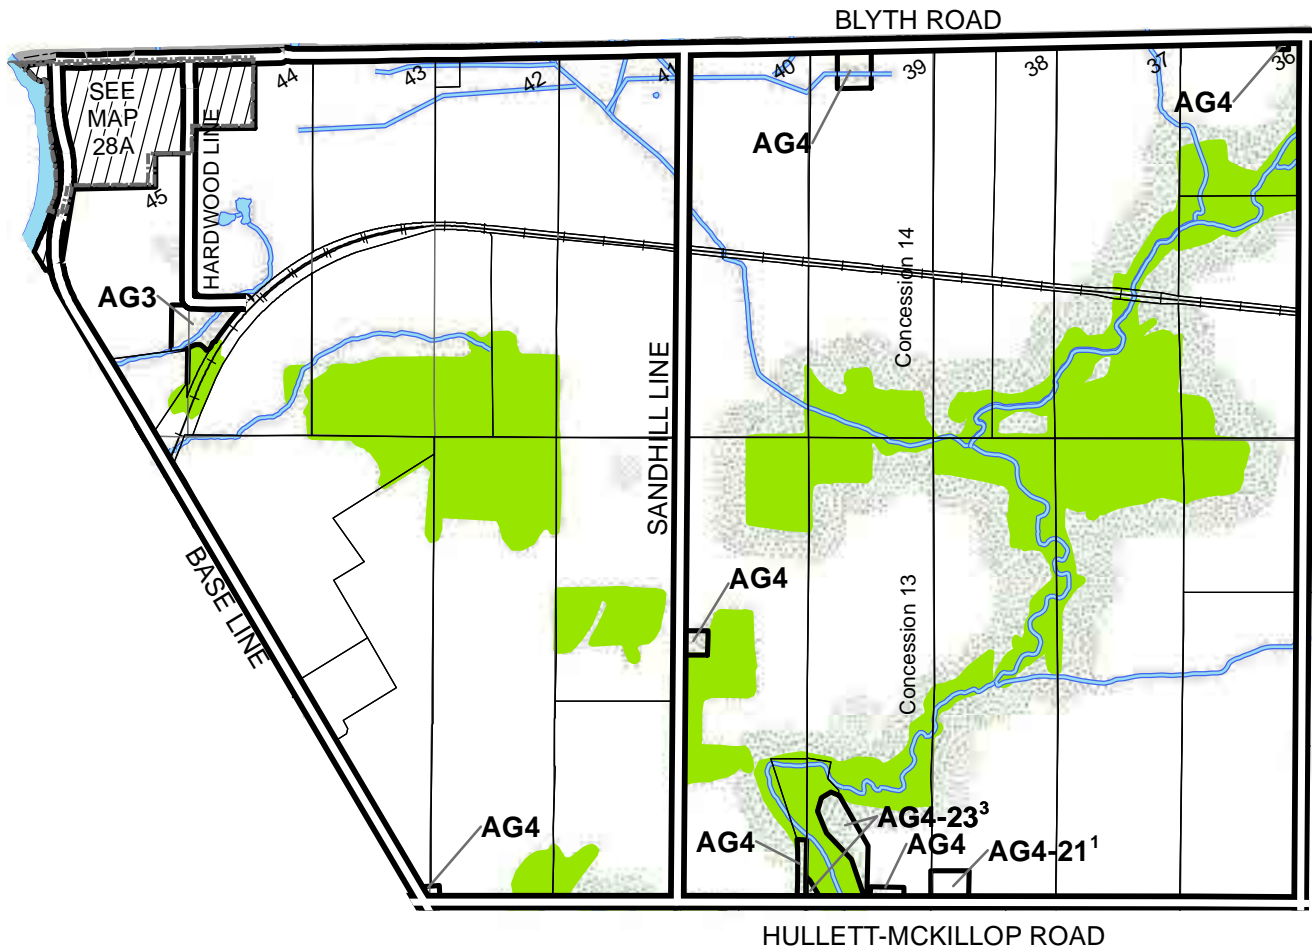 BLYTH ROAD
SEE
MAP
28A
44
43
42
41
40
39
38
37
36
AG4
AG4
HARDWOOD LINE
45
AG3
Concession 14
SANDHILL LINE
BASE LINE
AG4
Concession 13
AG4
AG4-23³
AG4
AG4
AG4-21¹
HULLETT-MCKILLOP ROAD